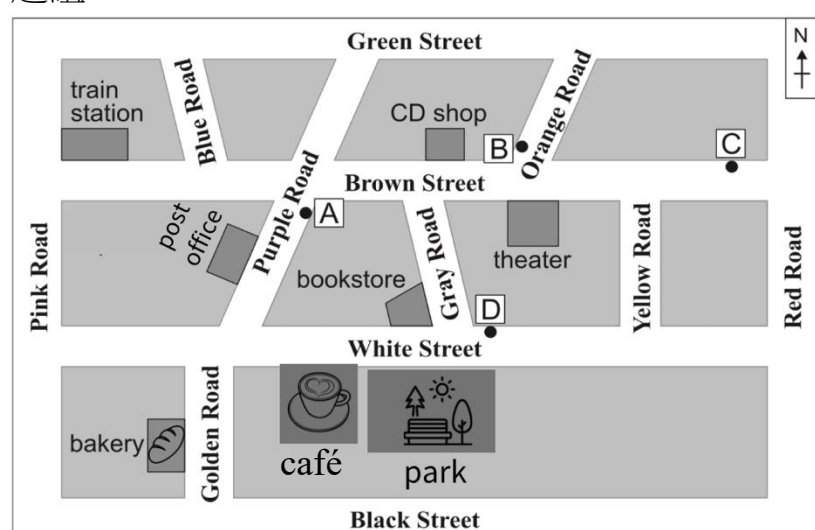 Green Street
N
train
station
Blue Road
CD shop
Orange Road
B
C
Purple Road
Brown Street
A
post
office
Gray Road
theater
bookstore
D
Pink Road
Yellow Road
Red Road
White Street
Golden Road
bakery
café
park
Black Street